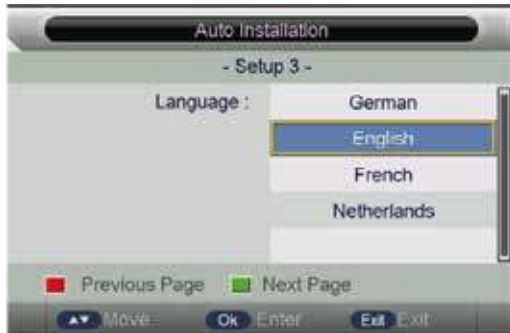 Auto Installation
- Setup 3 -
Language : German
English
French
Netherlands
Previous Page Next Page
Move Ok Enter Exit Exit